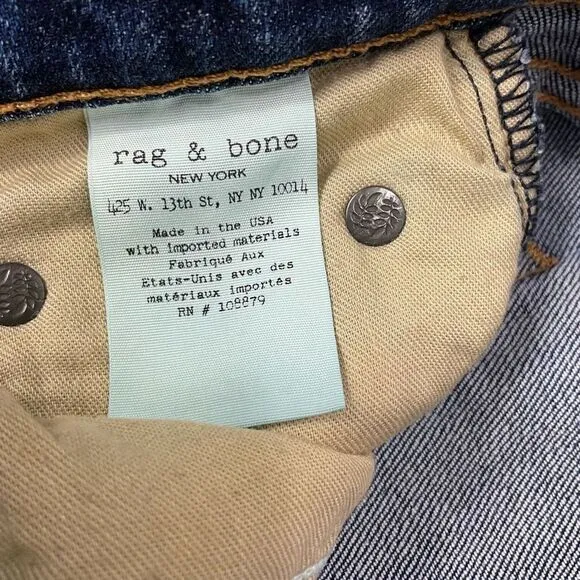 rag & bone
NEW YORK
425 W. 13th St, NY NY 10014
Made in the USA
with imported materials
Fabriqué Aux
Etats-Unis avec des
matériaux importés
RN # 108879